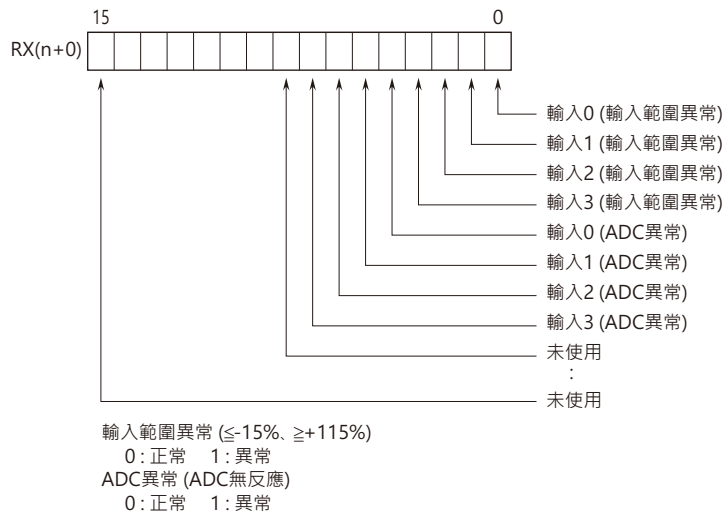 15 0
RX(n+0)
輸入0 (輸入範圍異常)
輸入1 (輸入範圍異常)
輸入2 (輸入範圍異常)
輸入3 (輸入範圍異常)
輸入0 (ADC異常)
輸入1 (ADC異常)
輸入2 (ADC異常)
輸入3 (ADC異常)
未使用
:
未使用
輸入範圍異常 (≦-15%、≧+115%)
0 : 正常 1 : 異常
ADC異常 (ADC無反應)
0 : 正常 1 : 異常